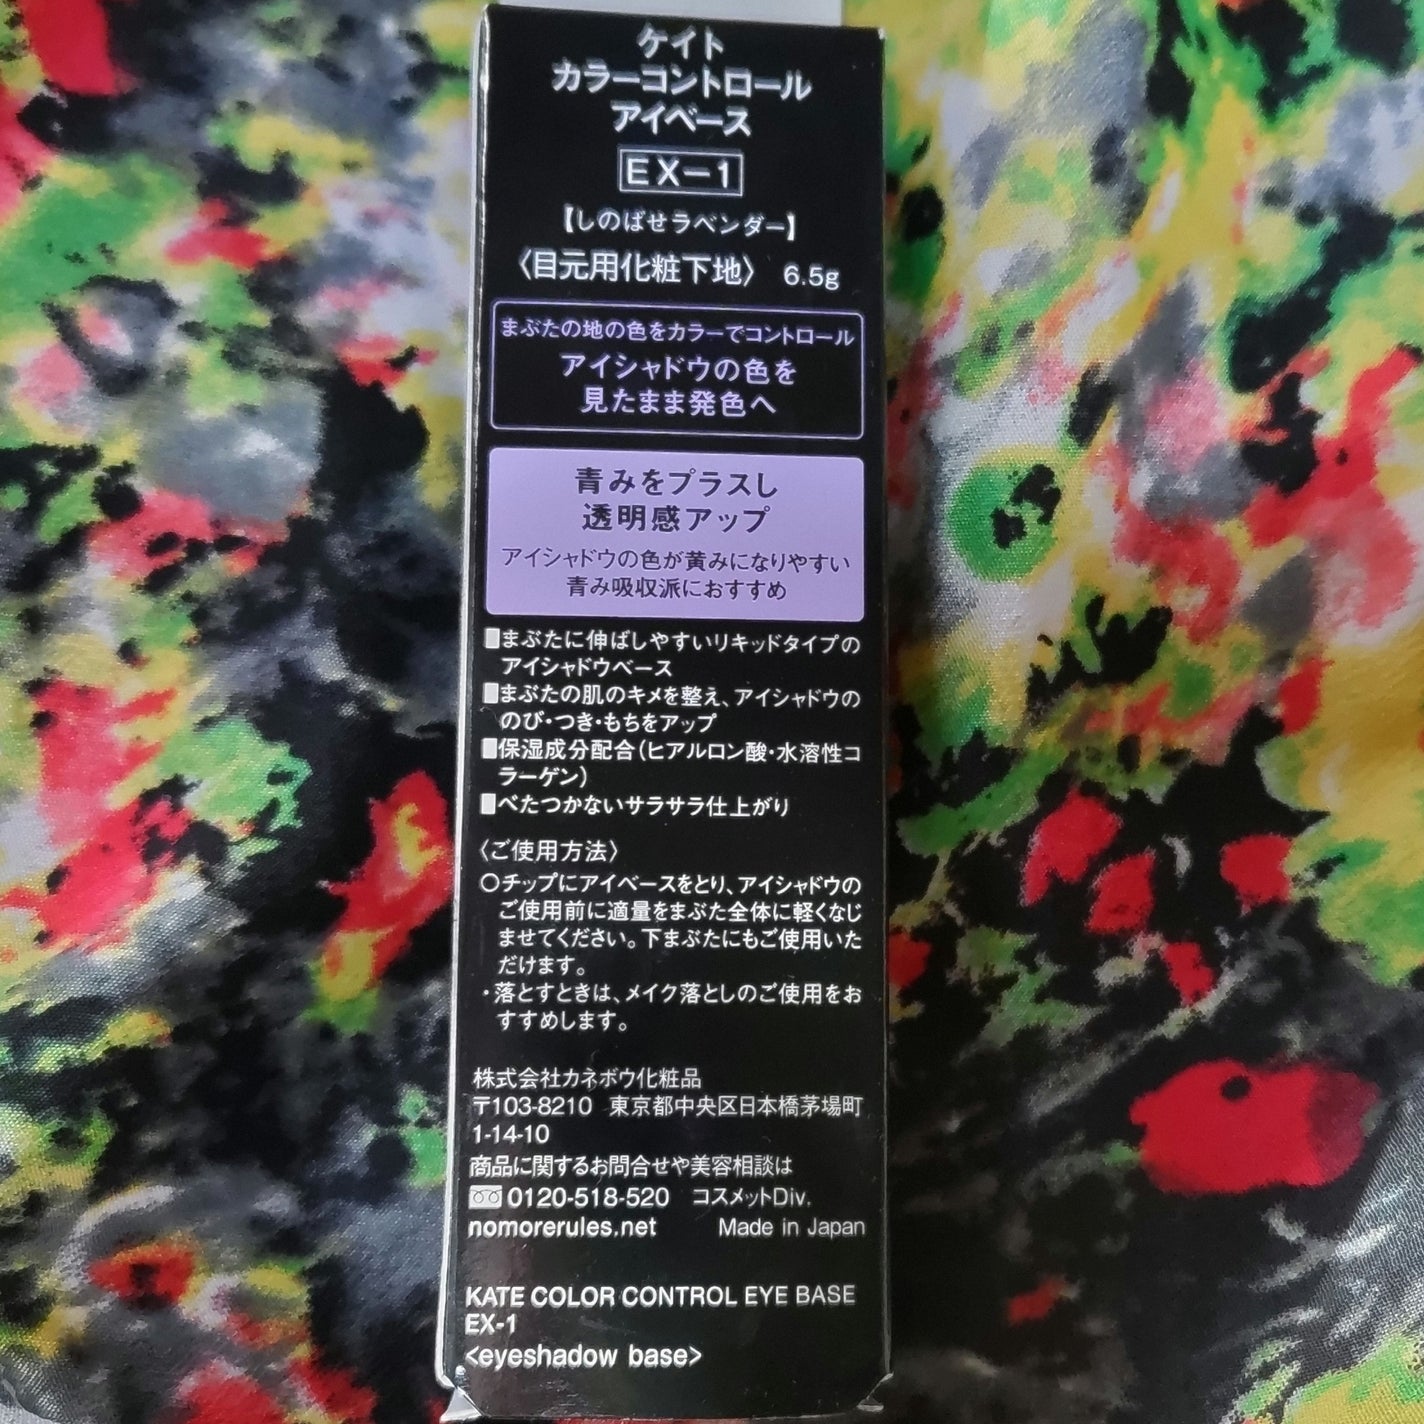 ケイト
カラーコントロール
アイベース
EX-1
【しのばせラベンダー】
〈目元用化粧下地〉 6.5g
まぶたの地の色をカラーでコントロール
アイシャドウの色を
見たまま発色へ
青みをプラスし
透明感アップ
アイシャドウの色が黄みになりやすい
青み吸収派におすすめ
■まぶたに伸ばしやすいリキッドタイプの
アイシャドウベース
■まぶたの肌のキメを整え、アイシャドウの
のび・つき・もちをアップ
■保湿成分配合(ヒアルロン酸・水溶性コ
ラーゲン)
■べたつかないサラサラ仕上がり
〈ご使用方法〉
○チップにアイベースをとり、アイシャドウの
ご使用前に適量をまぶた全体に軽くなじ
ませてください。下まぶたにもご使用いた
だけます。
・落とすときは、メイク落としのご使用をお
すすめします。
株式会社カネボウ化粧品
〒103-8210 東京都中央区日本橋茅場町
1-14-10
商品に関するお問合せや美容相談は
0120-518-520 コスメットDiv.
nomorerules.net Made in Japan
KATE COLOR CONTROL EYE BASE
EX-1
<eyeshadow base>